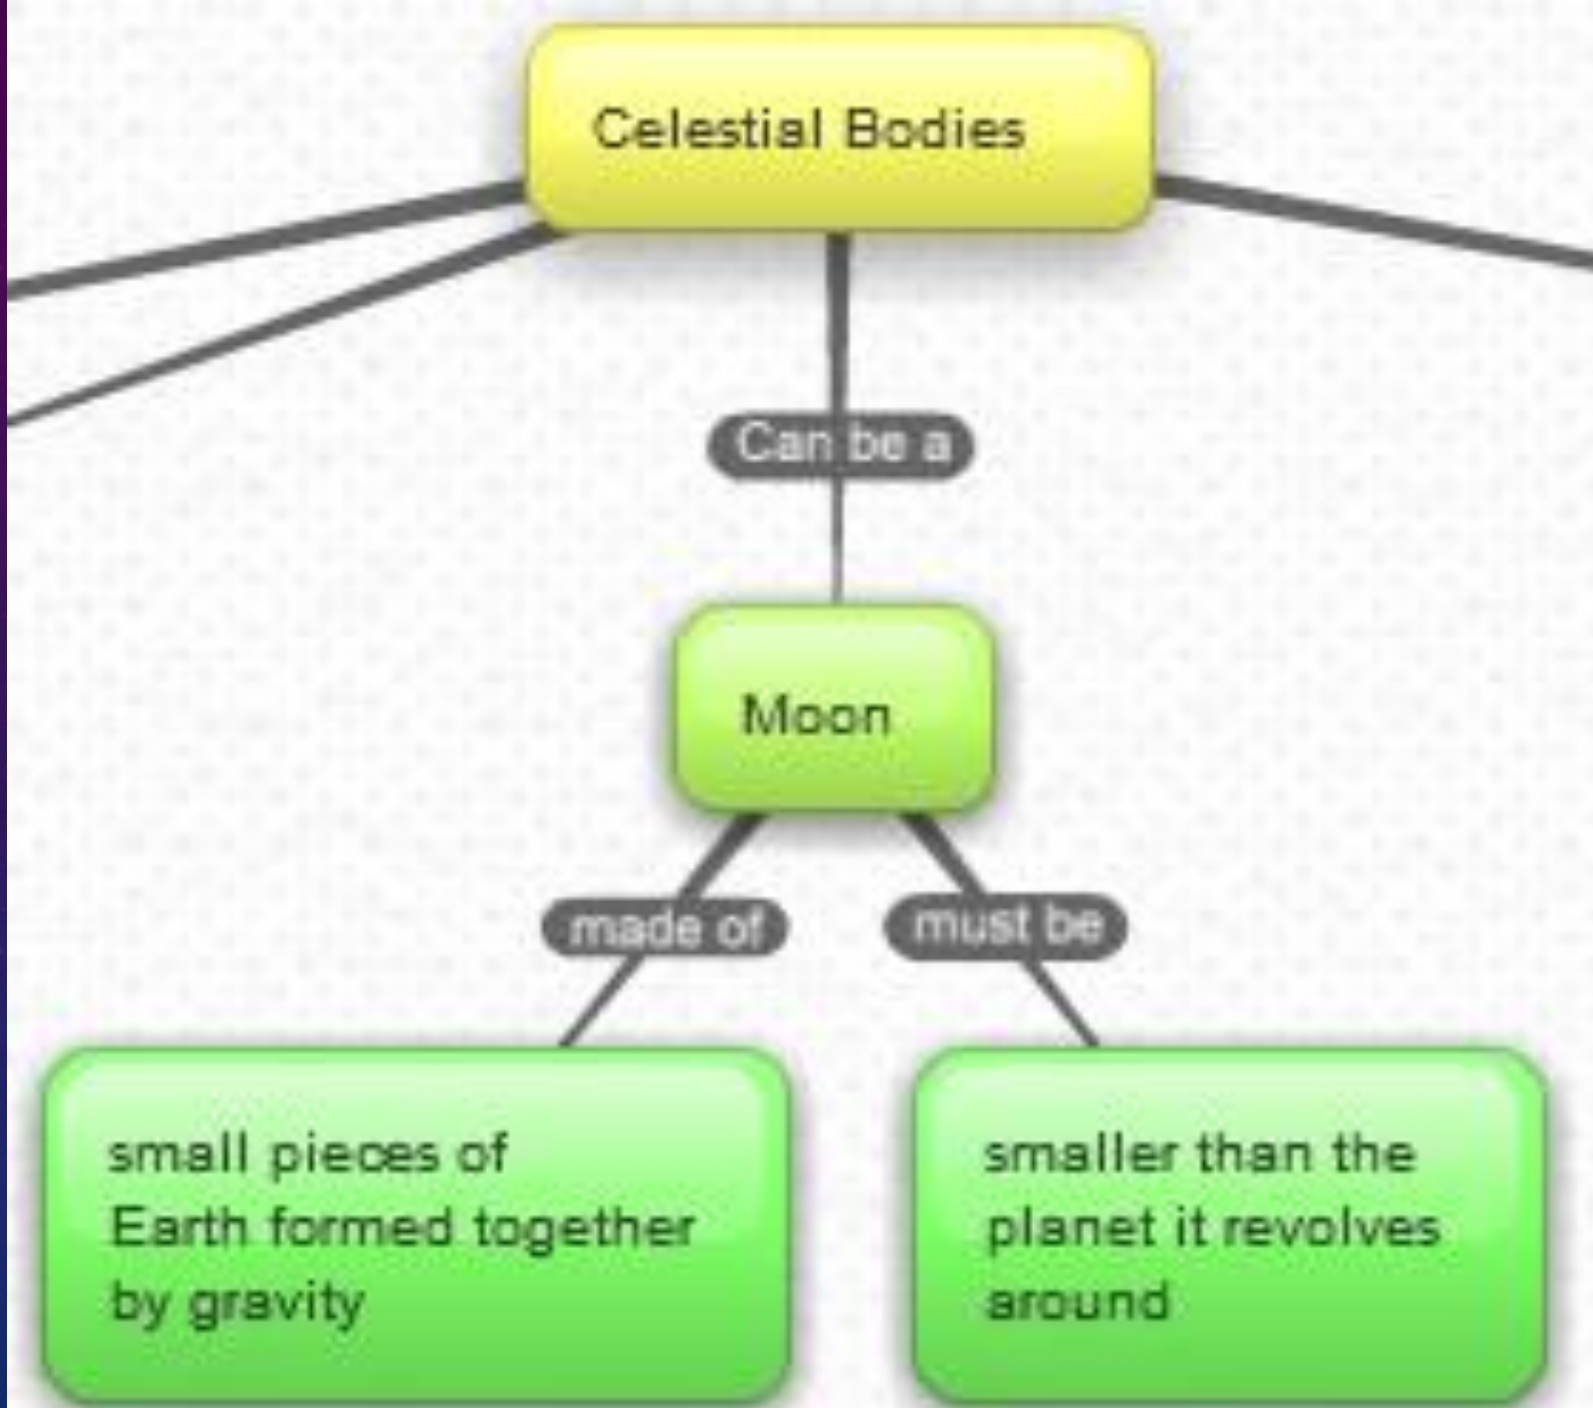 Celestial Bodies
Can be a
Moon
made of
must be
small pieces of
Earth formed together
by gravity
smaller than the
planet it revolves
around